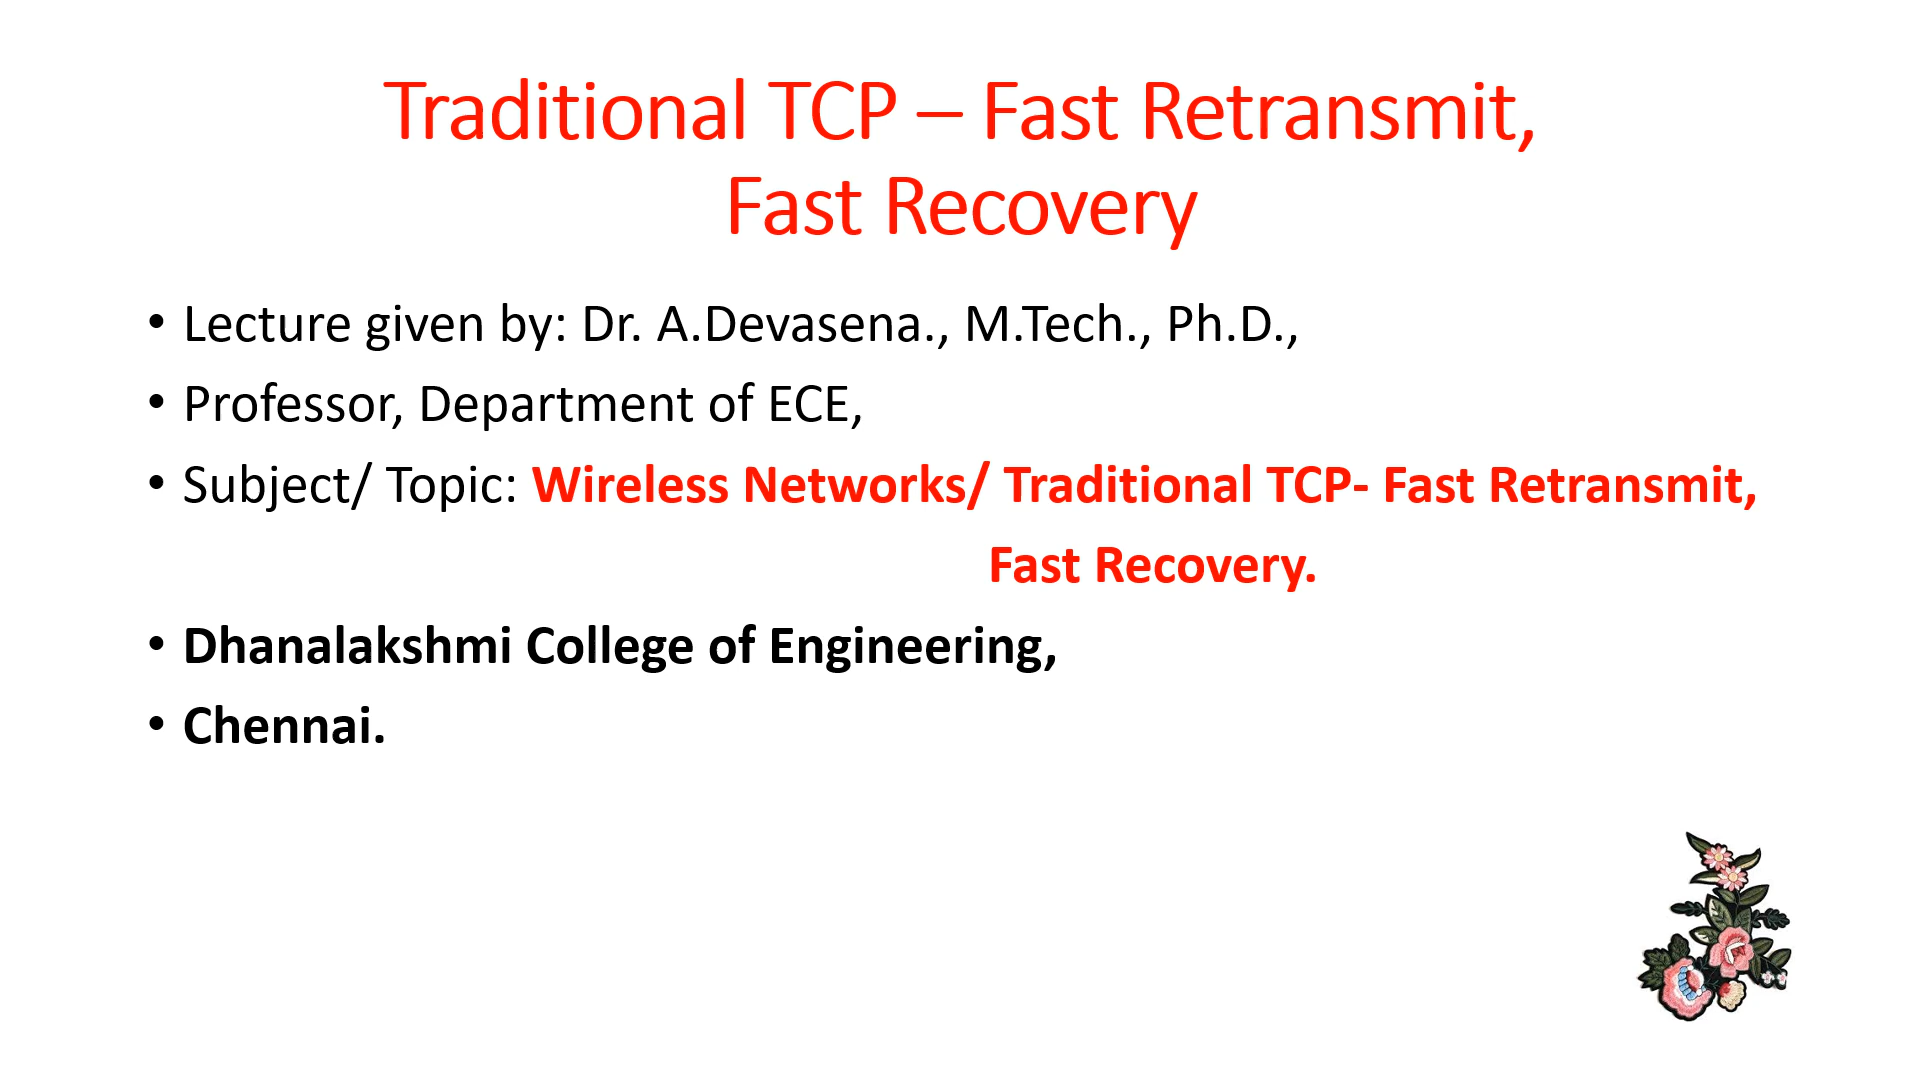 Traditional TCP – Fast Retransmit,
Fast Recovery
• Lecture given by: Dr. A.Devasena., M.Tech., Ph.D.,
• Professor, Department of ECE,
• Subject/ Topic: Wireless Networks/ Traditional TCP- Fast Retransmit,
Fast Recovery.
• Dhanalakshmi College of Engineering,
• Chennai.